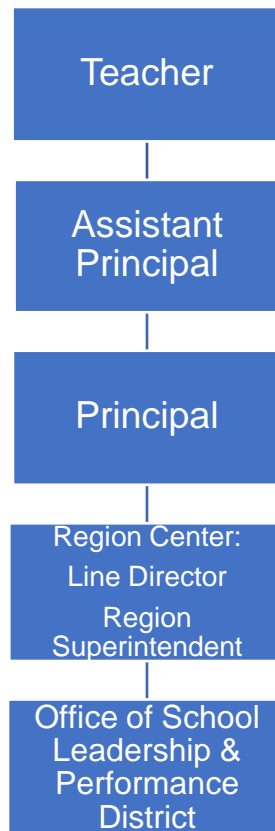 Teacher
Assistant
Principal
Principal
Region Center:
Line Director
Region
Superintendent
Office of School
Leadership &
Performance
District